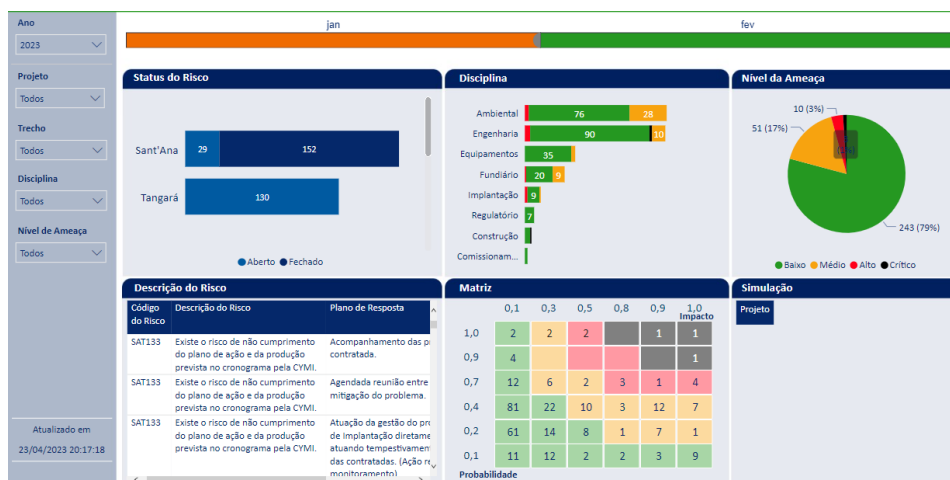 Ano
2023
Projeto
Todos
Trecho
Todos
Disciplina
Todos
Nível de Ameaça
Todos
Atualizado em
23/04/2023 20:17:18
jan
fev
Status do Risco
Sant'Ana
29
152
Tangará
130
Aberto
Fechado
Disciplina
Ambiental
76
28
Engenharia
90
10
Equipamentos
35
Fundiário
20
9
Implantação
9
Regulatório
7
Construção
Comissionam...
Nível da Ameaça
10 (3%)
51 (17%)
243 (79%)
Baixo
Médio
Alto
Crítico
Descrição do Risco
Código
do Risco
Descrição do Risco
Plano de Resposta
SAT133
Existe o risco de não cumprimento
do plano de ação e da produção
prevista no cronograma pela CYMI.
Acompanhamento das pr
contratada.
SAT133
Existe o risco de não cumprimento
do plano de ação e da produção
prevista no cronograma pela CYMI.
Agendada reunião entre
mitigação do problema.
SAT133
Existe o risco de não cumprimento
do plano de ação e da produção
prevista no cronograma pela CYMI.
Atuação da gestão do pro
de Implantação diretame
atuando tempestivamen
das contratadas. (Ação re
monitoramento)
Matriz
0,1 0,3 0,5 0,8 0,9 1,0
Impacto
1,0 2 2 2 1 1
0,9 4 1
0,7 12 6 2 3 1 4
0,4 81 22 10 3 12 7
0,2 61 14 8 1 7 1
0,1 11 12 2 2 3 9
Probabilidade
Simulação
Projeto